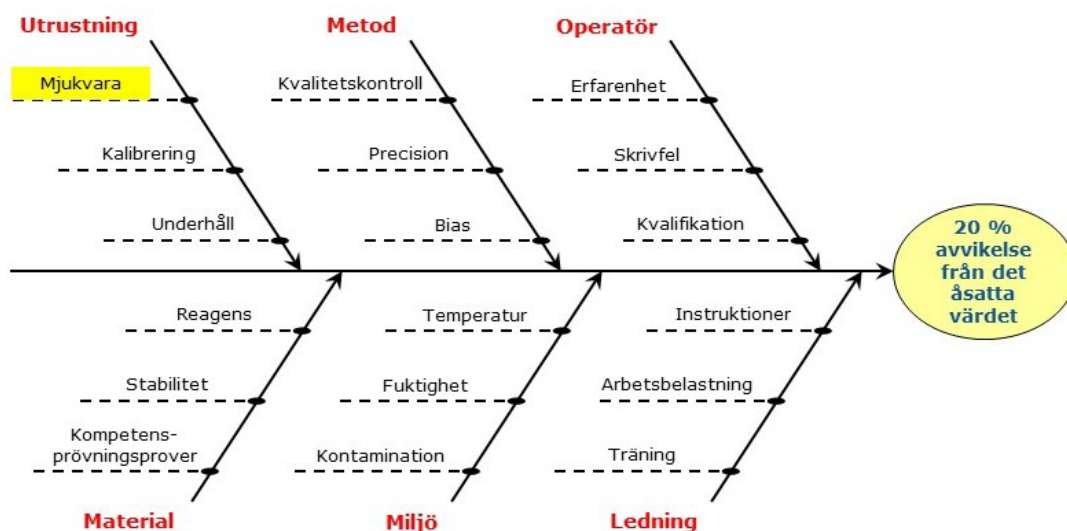 Utrustning
Metod
Operatör
Mjukvara
Kvalitetskontroll
Erfarenhet
Kalibrering
Precision
Skrivfel
Underhåll
Bias
Kvalifikation
20 %
avvikelse
från det
åsatta
värdet
Reagens
Temperatur
Instruktioner
Stabilitet
Fuktighet
Arbetsbelastning
Kompetens-
prövningsprover
Kontamination
Träning
Material
Miljö
Ledning